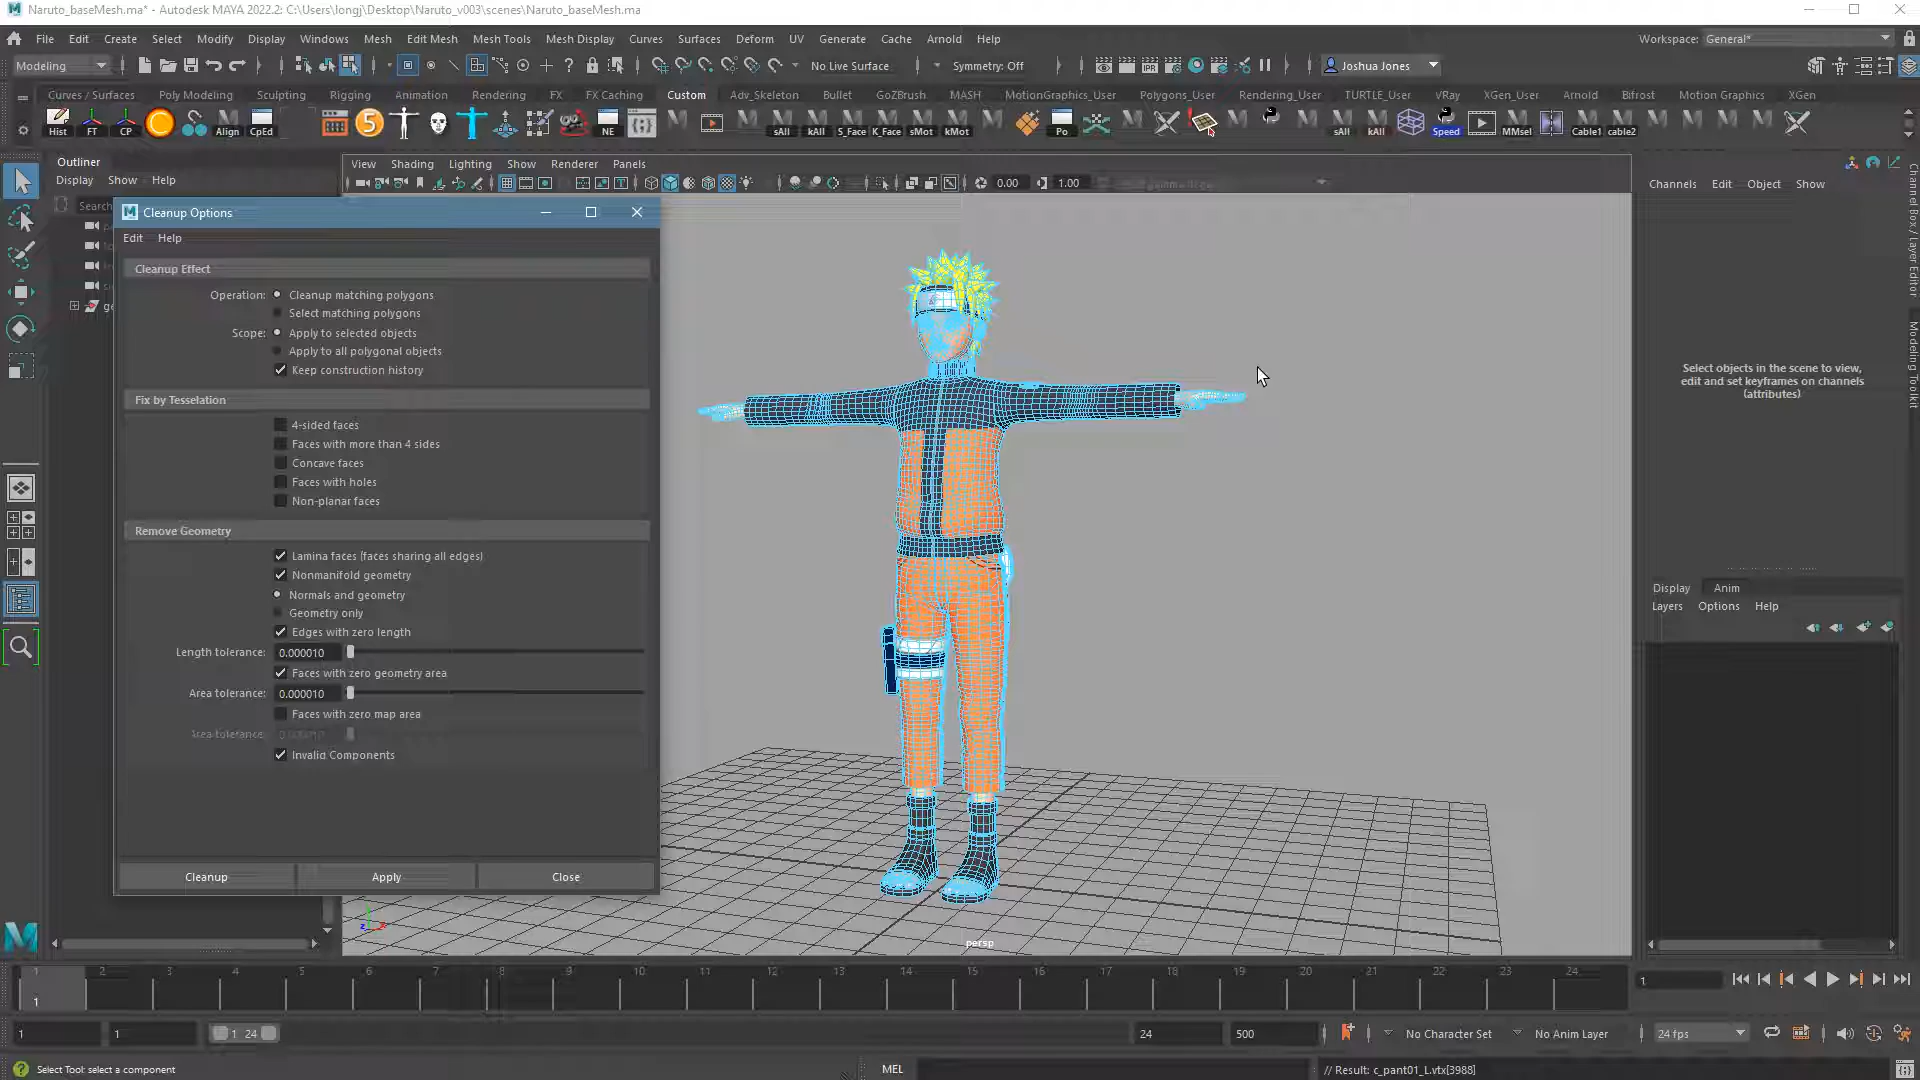 Naruto_baseMesh.ma* - Autodesk MAYA 2022.2: C:\Users\longj\Desktop\Naruto_v003\scenes\Naruto_baseMesh.ma
File Edit Create Select Modify Display Windows Mesh Edit Mesh Mesh Tools Mesh Display Curves Surfaces Deform UV Generate Cache Arnold Help
Workspace: General*
Modeling
No Live Surface
Symmetry: Off
Joshua Jones
Curves / Surfaces Poly Modeling Sculpting Rigging Animation Rendering FX FX Caching Custom Adv_Skeleton Bullet GoZBrush MASH MotionGraphics_User Polygons_User Rendering_User TURTLE_User VRay XGen_User Arnold Bifrost Motion Graphics XGen
Hist FT CP Align CpEd 5 NE sAll kAll S_Face K_Face sMot kMot Po sAll kAll Speed MMsel Cable1 cable2
Outliner
Display Show Help
Search
View Shading Lighting Show Renderer Panels
0.00 1.00
Cleanup Options
Edit Help
Cleanup Effect
Operation: Cleanup matching polygons
Select matching polygons
Scope: Apply to selected objects
Apply to all polygonal objects
Keep construction history
Fix by Tesselation
4-sided faces
Faces with more than 4 sides
Concave faces
Faces with holes
Non-planar faces
Remove Geometry
Lamina faces (faces sharing all edges)
Nonmanifold geometry
Normals and geometry
Geometry only
Edges with zero length
Length tolerance: 0.000010
Faces with zero geometry area
Area tolerance: 0.000010
Faces with zero map area
Area tolerance: 0.000010
Invalid Components
Cleanup Apply Close
persp
Channels Edit Object Show
Select objects in the scene to view,
edit and set keyframes on channels
(attributes)
Display Anim
Layers Options Help
Channel Box / Layer Editor
Modeling Toolkit
1 2 3 4 5 6 7 8 9 10 11 12 13 14 15 16 17 18 19 20 21 22 23 24
1
1
1 1 1 24 24 500 No Character Set No Anim Layer 24 fps
Select Tool: select a component
MEL
// Result: c_pant01_L.vtx[3988]